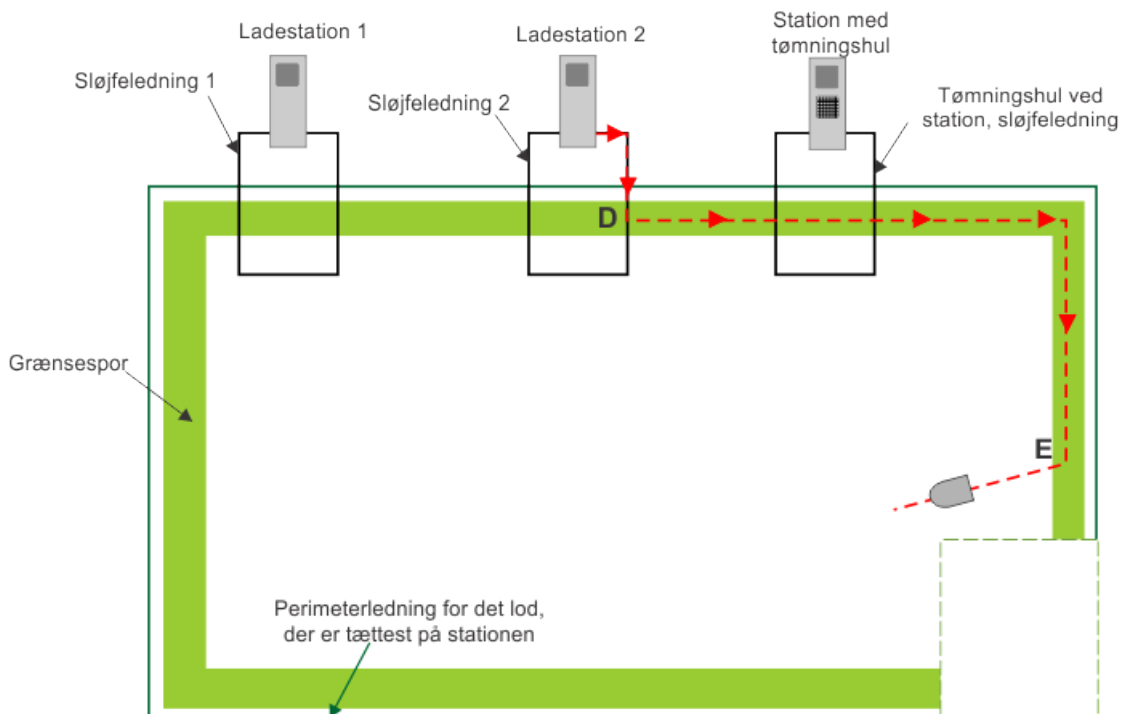 Ladestation 1
Ladestation 2
Station med
tømningshul
Sløjfeledning 1
Sløjfeledning 2
Tømningshul ved
station, sløjfeledning
D
Grænsespor
E
Perimeterledning for det lod,
der er tættest på stationen